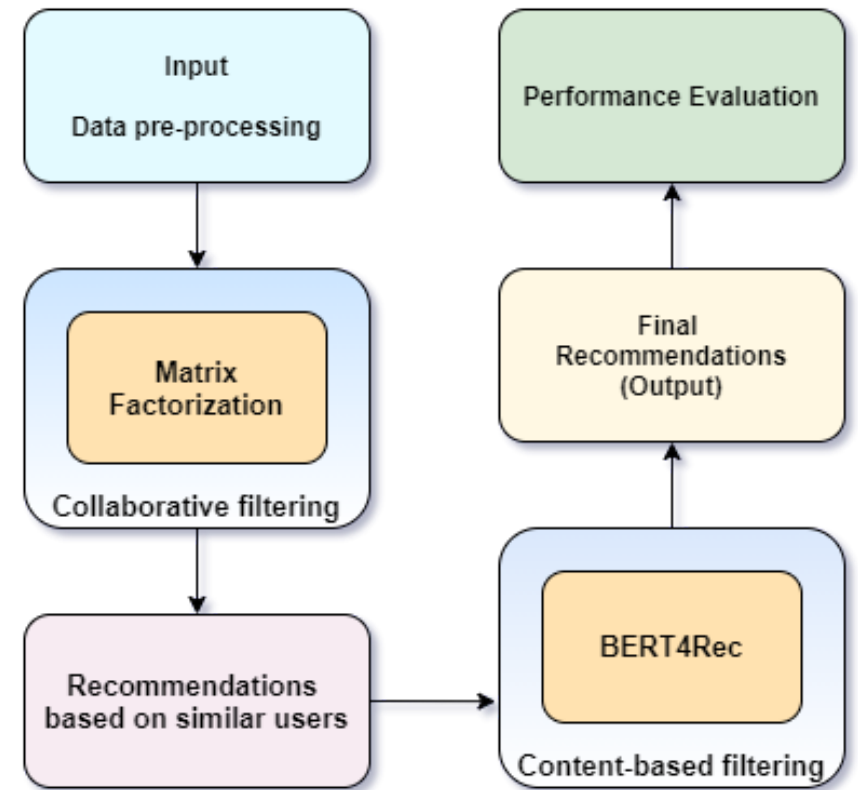 Input
Data pre-processing
Matrix
Factorization
Collaborative filtering
Recommendations
based on similar users
BERT4Rec
Content-based filtering
Final
Recommendations
(Output)
Performance Evaluation